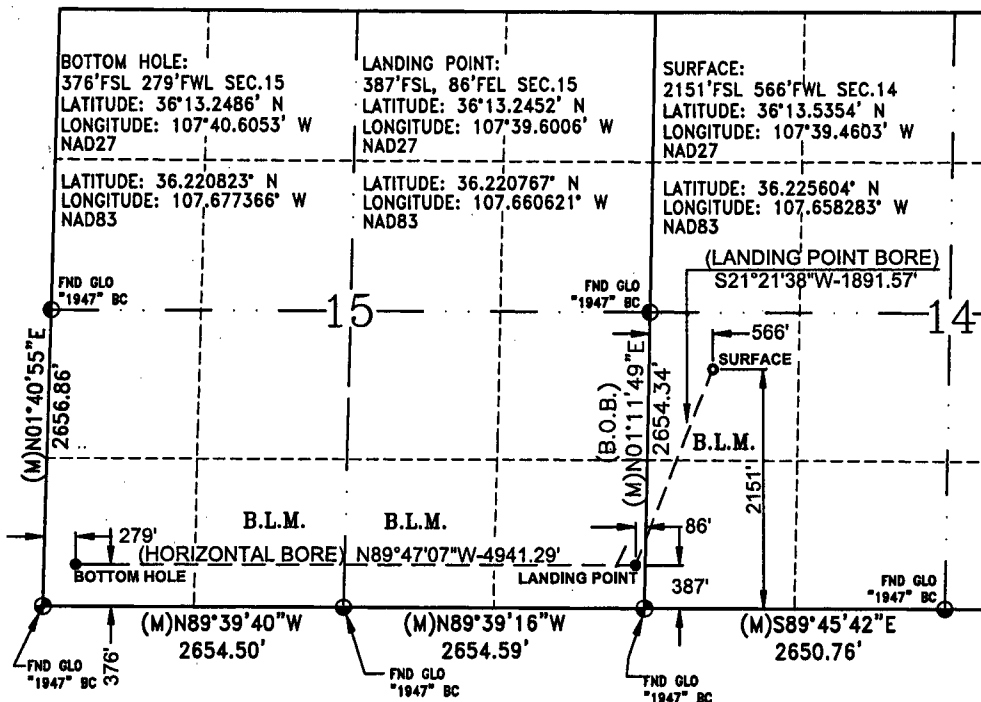 BOTTOM HOLE:
376'FSL 279'FWL SEC.15
LATITUDE: 36°13.2486' N
LONGITUDE: 107°40.6053' W
NAD27
LATITUDE: 36.220823° N
LONGITUDE: 107.677366° W
NAD83
LANDING POINT:
387'FSL, 86'FEL SEC.15
LATITUDE: 36°13.2452' N
LONGITUDE: 107°39.6006' W
NAD27
LATITUDE: 36.220767° N
LONGITUDE: 107.660621° W
NAD83
SURFACE:
2151'FSL 566'FWL SEC.14
LATITUDE: 36°13.5354' N
LONGITUDE: 107°39.4603' W
NAD27
LATITUDE: 36.225604° N
LONGITUDE: 107.658283° W
NAD83
(LANDING POINT BORE)
S21°21'38"W-1891.57'
FND GLO
"1947" BC
15
FND GLO
"1947" BC
14
566'
SURFACE
(M)N01°40'55"E
2656.86'
(B.O.B.)
(M)N01°11'49"E
2654.34'
B.L.M.
2151'
B.L.M.
B.L.M.
279'
86'
(HORIZONTAL BORE) N89°47'07"W-4941.29'
BOTTOM HOLE
LANDING POINT
387'
FND GLO
"1947" BC
376'
(M)N89°39'40"W
2654.50'
(M)N89°39'16"W
2654.59'
(M)S89°45'42"E
2650.76'
FND GLO
"1947" BC
FND GLO
"1947" BC
FND GLO
"1947" BC